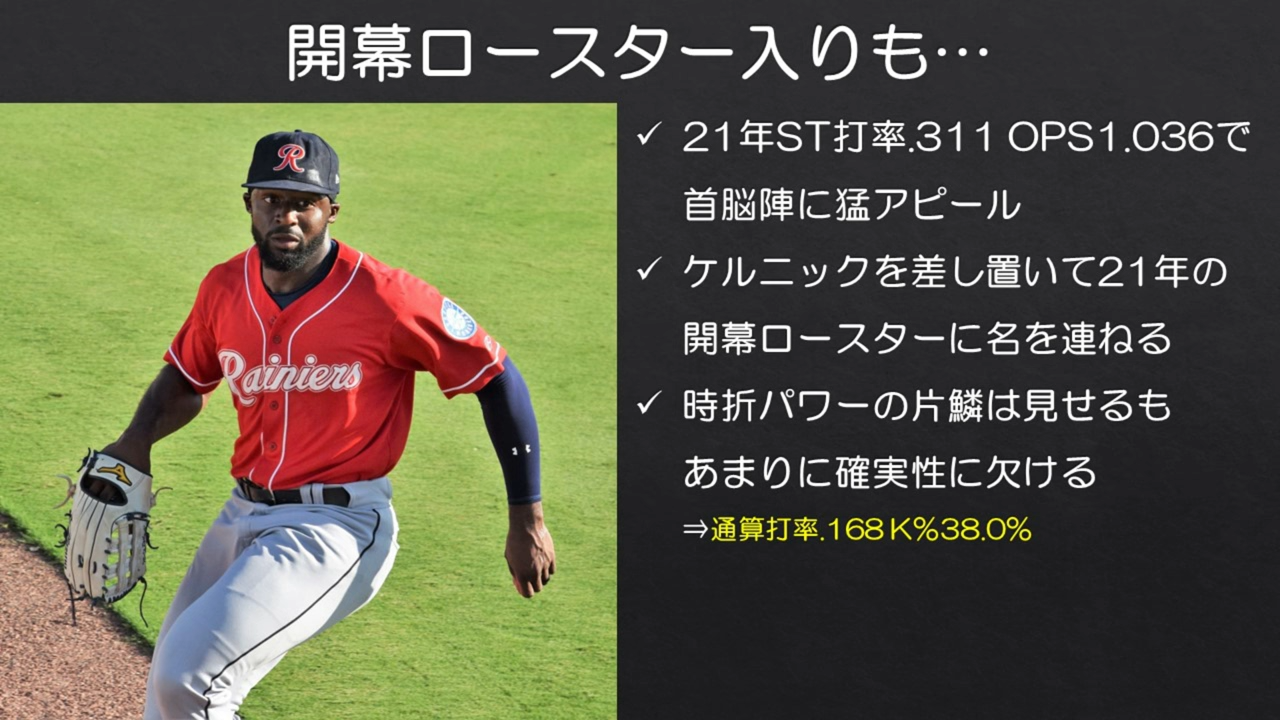 開幕ロースター入りも…
✓ 21年ST打率.311 OPS1.036で
首脳陣に猛アピール
✓ ケルニックを差し置いて21年の
開幕ロースターに名を連ねる
✓ 時折パワーの片鱗は見せるも
あまりに確実性に欠ける
⇒通算打率.168 K%38.0%
R
Rainiers